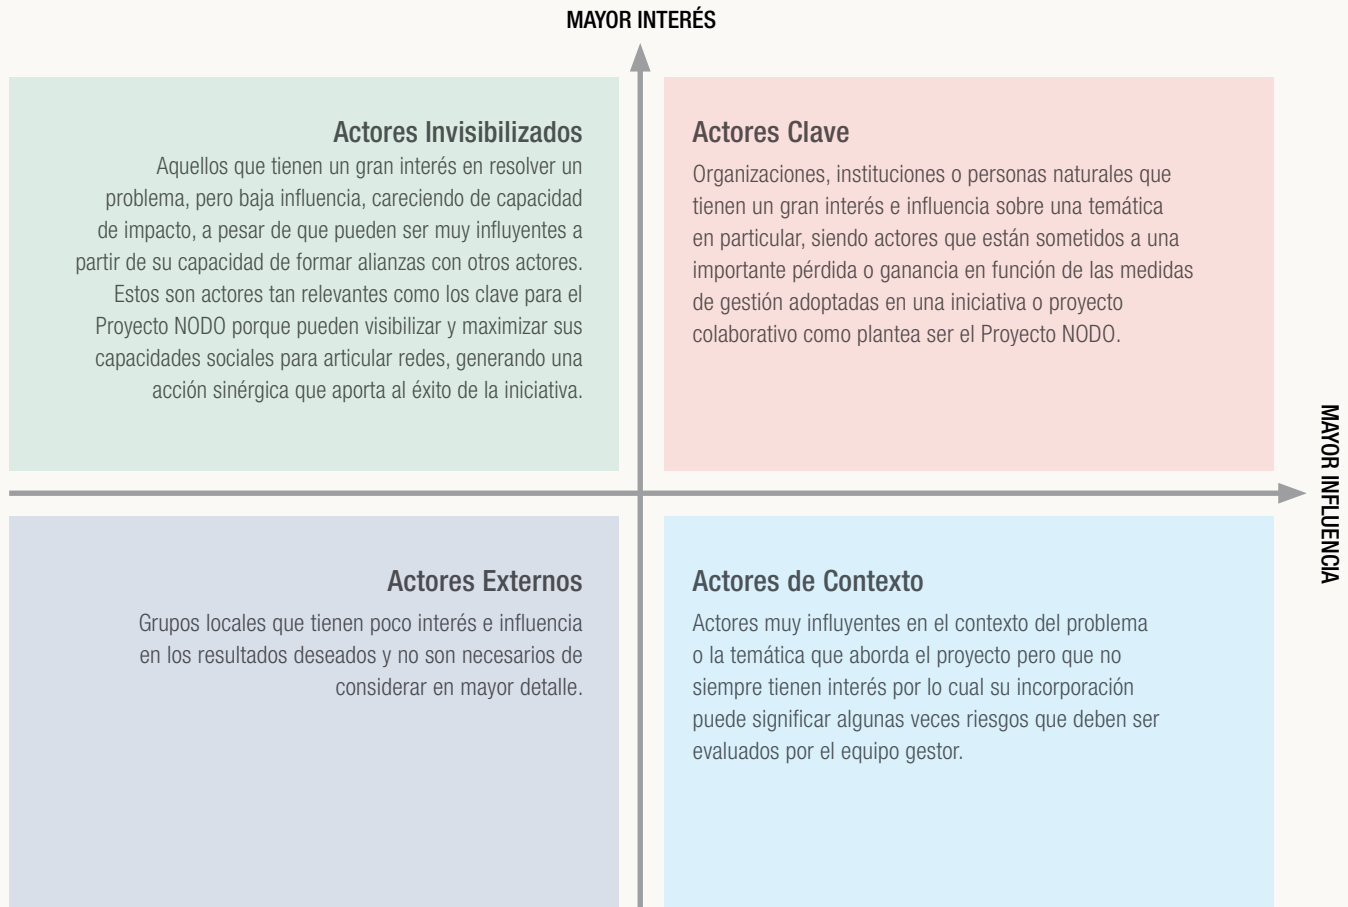 MAYOR INTERÉS
Actores Invisibilizados
Aquellos que tienen un gran interés en resolver un
problema, pero baja influencia, careciendo de capacidad
de impacto, a pesar de que pueden ser muy influyentes a
partir de su capacidad de formar alianzas con otros actores.
Estos son actores tan relevantes como los clave para el
Proyecto NODO porque pueden visibilizar y maximizar sus
capacidades sociales para articular redes, generando una
acción sinérgica que aporta al éxito de la iniciativa.
Actores Clave
Organizaciones, instituciones o personas naturales que
tienen un gran interés e influencia sobre una temática
en particular, siendo actores que están sometidos a una
importante pérdida o ganancia en función de las medidas
de gestión adoptadas en una iniciativa o proyecto
colaborativo como plantea ser el Proyecto NODO.
MAYOR INFLUENCIA
Actores Externos
Grupos locales que tienen poco interés e influencia
en los resultados deseados y no son necesarios de
considerar en mayor detalle.
Actores de Contexto
Actores muy influyentes en el contexto del problema
o la temática que aborda el proyecto pero que no
siempre tienen interés por lo cual su incorporación
puede significar algunas veces riesgos que deben ser
evaluados por el equipo gestor.